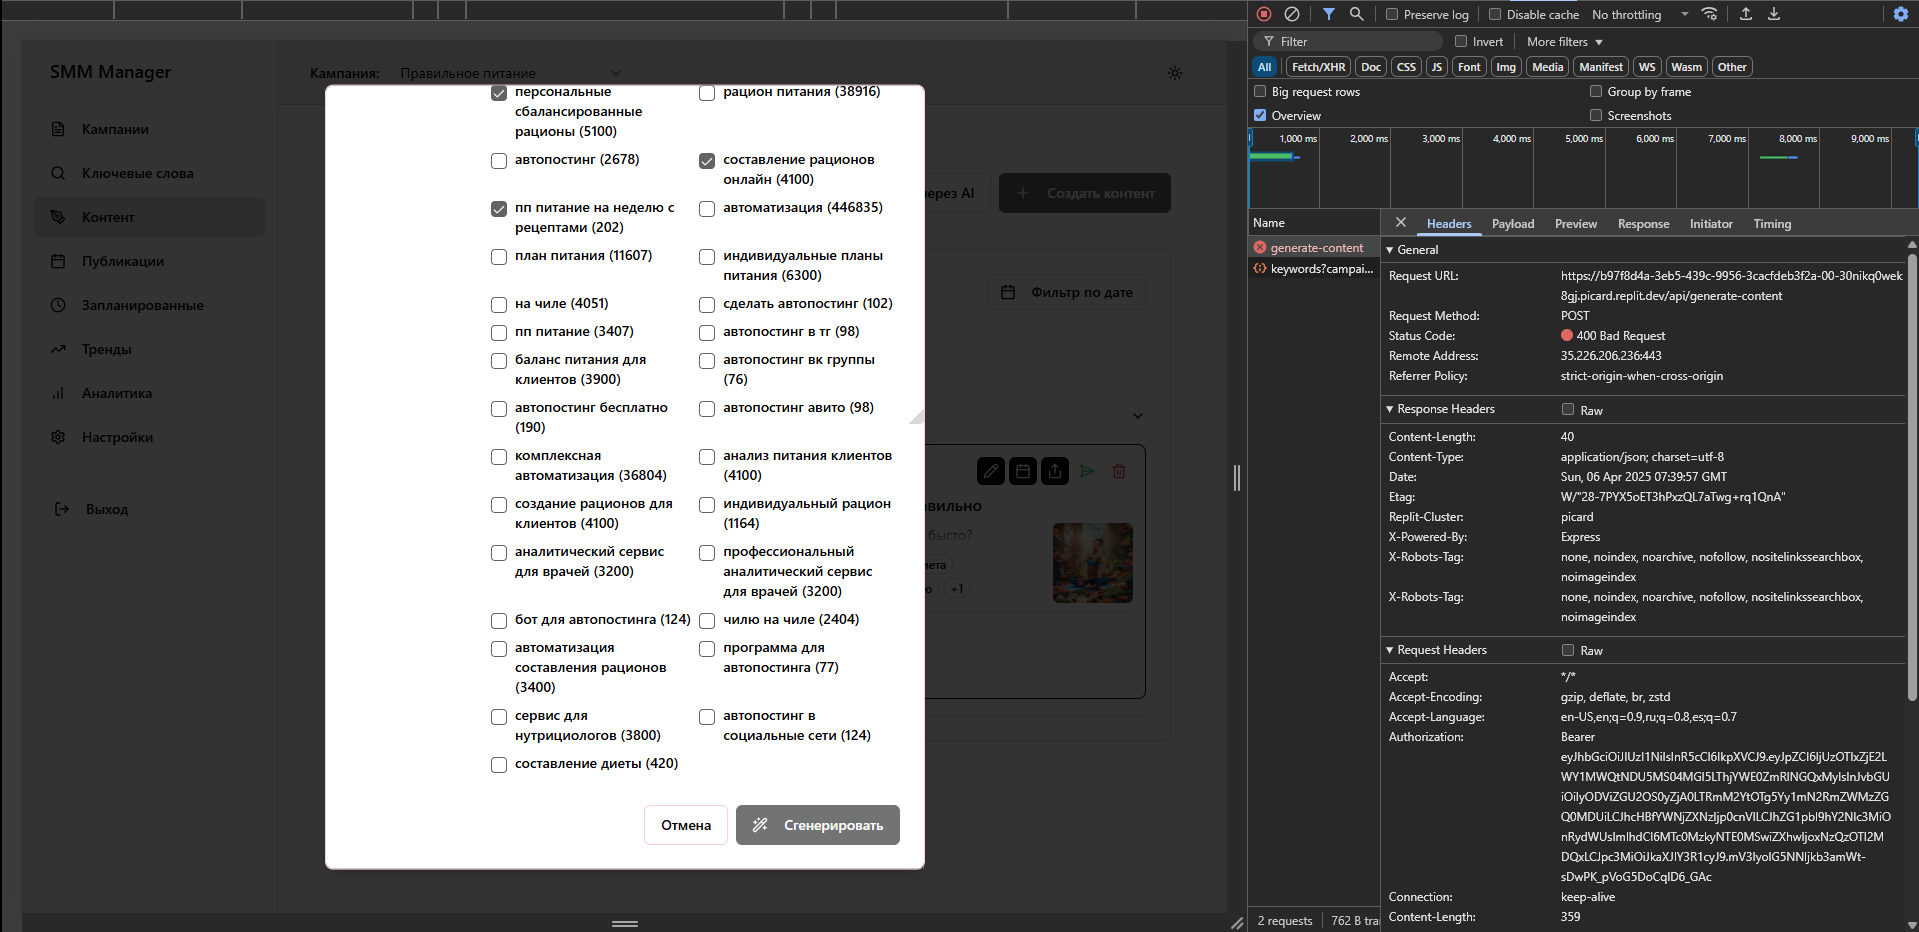 SMM Manager
Кампании
Ключевые слова
Контент
Публикации
Запланированные
Тренды
Аналитика
Настройки
Выход
Кампания:
Правильное питание
через AI
Создать контент
Фильтр по дате
+1
персональные
сбалансированные
рационы (5100)
рацион питания (38916)
автопостинг (2678)
составление рационов
онлайн (4100)
пп питание на неделю с
рецептами (202)
автоматизация (446835)
план питания (11607)
индивидуальные планы
питания (6300)
на чиле (4051)
сделать автопостинг (102)
пп питание (3407)
автопостинг в тг (98)
баланс питания для
клиентов (3900)
автопостинг вк группы
(76)
автопостинг бесплатно
(190)
автопостинг авито (98)
комплексная
автоматизация (36804)
анализ питания клиентов
(4100)
создание рационов для
клиентов (4100)
индивидуальный рацион
(1164)
аналитический сервис
для врачей (3200)
профессиональный
аналитический сервис
для врачей (3200)
бот для автопостинга (124)
чилю на чиле (2404)
автоматизация
составления рационов
(3400)
программа для
автопостинга (77)
сервис для
нутрициологов (3800)
автопостинг в
социальные сети (124)
составление диеты (420)
Отмена
Сгенерировать
Preserve log
Disable cache
No throttling
Filter
Invert
More filters
All
Fetch/XHR
Doc
CSS
JS
Font
Img
Media
Manifest
WS
Wasm
Other
Big request rows
Group by frame
Overview
Screenshots
1,000 ms
2,000 ms
3,000 ms
4,000 ms
5,000 ms
6,000 ms
7,000 ms
8,000 ms
9,000 ms
Name
generate-content
keywords?campai...
Headers
Payload
Preview
Response
Initiator
Timing
General
Request URL:
https://b97f8d4a-3eb5-439c-9956-3cacfdeb3f2a-00-30nikq0wek
8gj.picard.replit.dev/api/generate-content
Request Method:
POST
Status Code:
400 Bad Request
Remote Address:
35.226.206.236:443
Referrer Policy:
strict-origin-when-cross-origin
Response Headers
Raw
Content-Length:
40
Content-Type:
application/json; charset=utf-8
Date:
Sun, 06 Apr 2025 07:39:57 GMT
Etag:
W/"28-7PYX5oET3hPxzQL7aTwg+rq1QnA"
Replit-Cluster:
picard
X-Powered-By:
Express
X-Robots-Tag:
none, noindex, noarchive, nofollow, nositelinkssearchbox,
noimageindex
X-Robots-Tag:
none, noindex, noarchive, nofollow, nositelinkssearchbox,
noimageindex
Request Headers
Raw
Accept:
*/*
Accept-Encoding:
gzip, deflate, br, zstd
Accept-Language:
en-US,en;q=0.9,ru;q=0.8,es;q=0.7
Authorization:
Bearer
Connection:
keep-alive
Content-Length:
359
2 requests
762 B tra